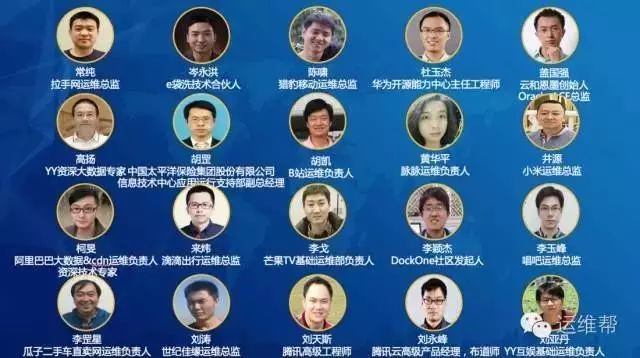 常纯
拉手网运维总监
岑永洪
e袋洗技术合伙人
陈啸
猎豹移动运维总监
杜玉杰
华为开源能力中心主任工程师
盖国强
云和恩墨创始人
Oracle ACE总监
高扬
YY资深大数据专家
胡罡
中国太平洋保险集团股份有限公司
信息技术中心应用运行支持部副总经理
胡凯
B站运维负责人
黄华平
脉脉运维负责人
井源
小米运维总监
柯旻
阿里巴巴大数据&cdn运维负责人
资深技术专家
来炜
滴滴出行运维总监
李戈
芒果TV基础运维部负责人
李颖杰
DockOne社区发起人
李玉峰
唱吧运维总监
李罡星
瓜子二手车直卖网运维负责人
刘涛
世纪佳缘运维总监
刘天斯
腾讯高级工程师
刘永峰
腾讯云高级产品经理，布道师
刘亚丹
YY互娱基础运维负责人
运维帮